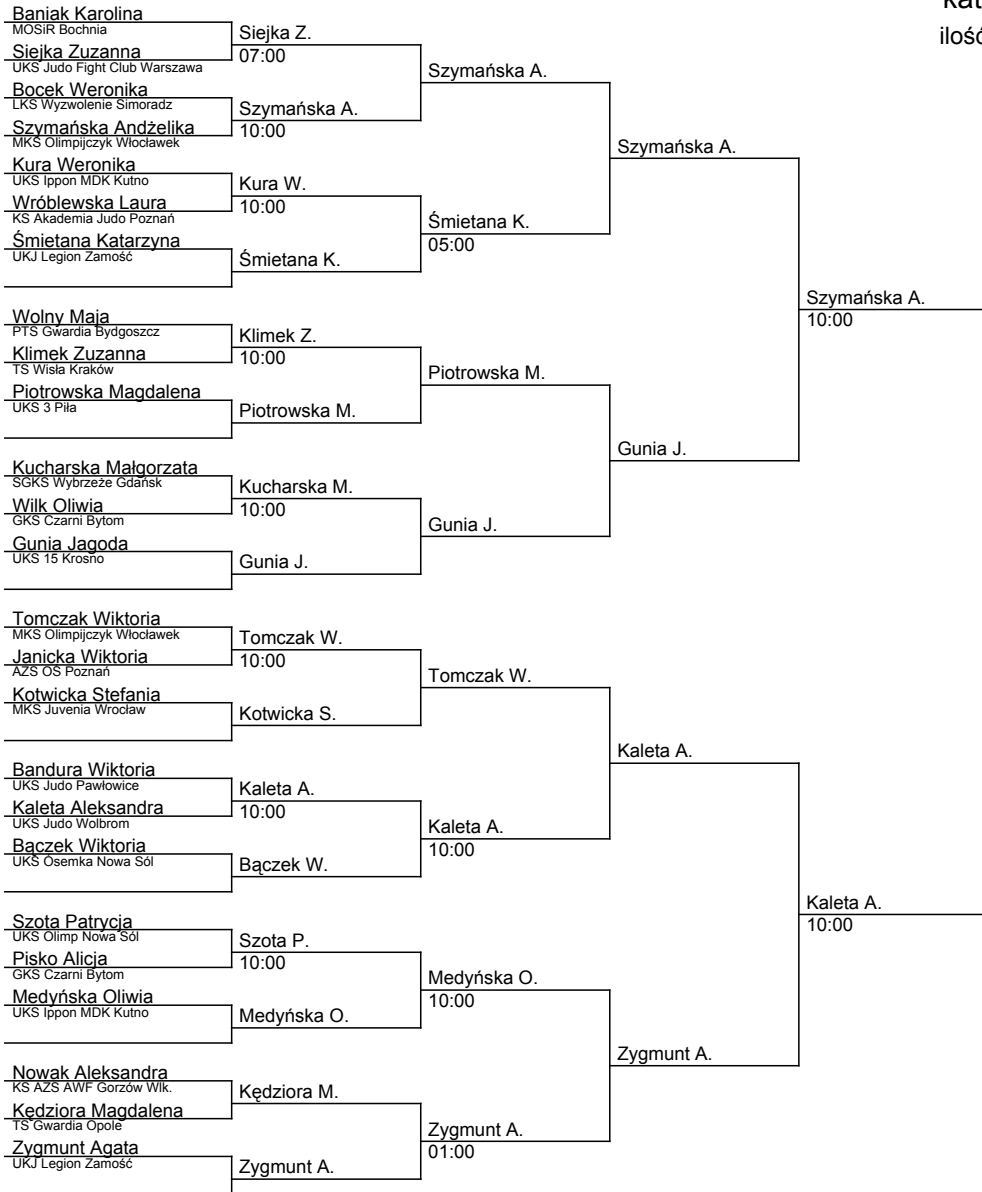 Baniak Karolina
MOSiR Bochnia
Siejka Zuzanna
UKS Judo Fight Club Warszawa
Bocek Weronika
LKS Wyzwolenie Simoradz
Szymańska Andżelika
MKS Olimpijczyk Włocławek
Kura Weronika
UKS Ippon MDK Kutno
Wróblewska Laura
KS Akademia Judo Poznań
Śmietana Katarzyna
UKJ Legion Zamość
Wolny Maja
PTS Gwardia Bydgoszcz
Klimek Zuzanna
TS Wisła Kraków
Piotrowska Magdalena
UKS 3 Piła
Kucharska Małgorzata
SGKS Wybrzeże Gdańsk
Wilk Oliwia
GKS Czarni Bytom
Gunia Jagoda
UKS 15 Krosno
Tomczak Wiktoria
MKS Olimpijczyk Włocławek
Janicka Wiktoria
AZS OŚ Poznań
Kotwicka Stefania
MKS Juvenia Wrocław
Bandura Wiktoria
UKS Judo Pawłowice
Kaleta Aleksandra
UKS Judo Wolbrom
Bączek Wiktoria
UKS Ósemka Nowa Sól
Szota Patrycja
UKS Olimp Nowa Sól
Pisko Alicja
GKS Czarni Bytom
Medyńska Oliwia
UKS Ippon MDK Kutno
Nowak Aleksandra
KS AZS AWF Gorzów Wlk.
Kędziora Magdalena
TS Gwardia Opole
Zygmunt Agata
UKJ Legion Zamość
Siejka Z.
07:00
Szymańska A.
10:00
Kura W.
10:00
Śmietana K.
Klimek Z.
10:00
Piotrowska M.
Kucharska M.
10:00
Gunia J.
Tomczak W.
10:00
Kotwicka S.
Kaleta A.
10:00
Bączek W.
Szota P.
10:00
Medyńska O.
Kędziora M.
Zygmunt A.
Szymańska A.
Śmietana K.
05:00
Piotrowska M.
Gunia J.
Tomczak W.
Kaleta A.
10:00
Medyńska O.
10:00
Zygmunt A.
01:00
Szymańska A.
Gunia J.
Kaleta A.
Zygmunt A.
Szymańska A.
10:00
Kaleta A.
10:00
kat